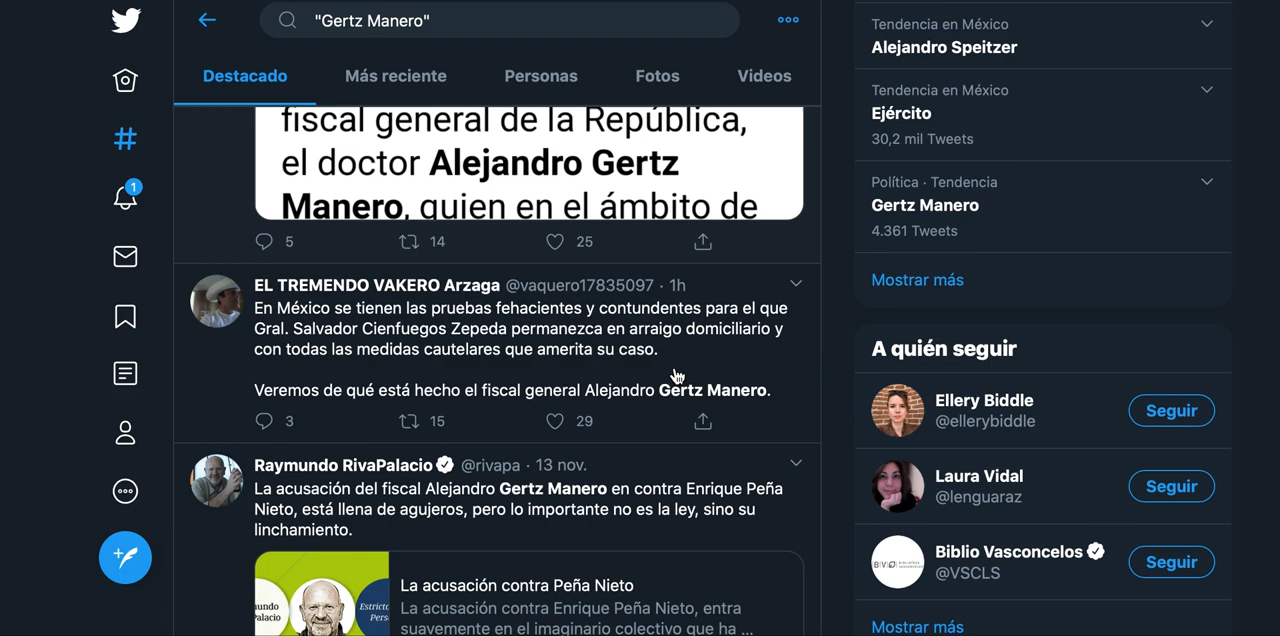 "Gertz Manero"
Destacado
Más reciente
Personas
Fotos
Videos
fiscal general de la República,
el doctor Alejandro Gertz
Manero, quien en el ámbito de
5
14
25
EL TREMENDO VAKERO Arzaga @vaquero17835097 · 1h
En México se tienen las pruebas fehacientes y contundentes para el que
Gral. Salvador Cienfuegos Zepeda permanezca en arraigo domiciliario y
con todas las medidas cautelares que amerita su caso.
Veremos de qué está hecho el fiscal general Alejandro Gertz Manero.
3
15
29
Raymundo RivaPalacio @rivapa · 13 nov.
La acusación del fiscal Alejandro Gertz Manero en contra Enrique Peña
Nieto, está llena de agujeros, pero lo importante no es la ley, sino su
linchamiento.
La acusación contra Peña Nieto
La acusación contra Enrique Peña Nieto, entra
suavemente en el imaginario colectivo que ha ...
1
Tendencia en México
Alejandro Speitzer
Tendencia en México
Ejército
30,2 mil Tweets
Política · Tendencia
Gertz Manero
4.361 Tweets
Mostrar más
A quién seguir
Ellery Biddle
@ellerybiddle
Seguir
Laura Vidal
@lenguaraz
Seguir
Biblio Vasconcelos
@VSCLS
Seguir
Mostrar más